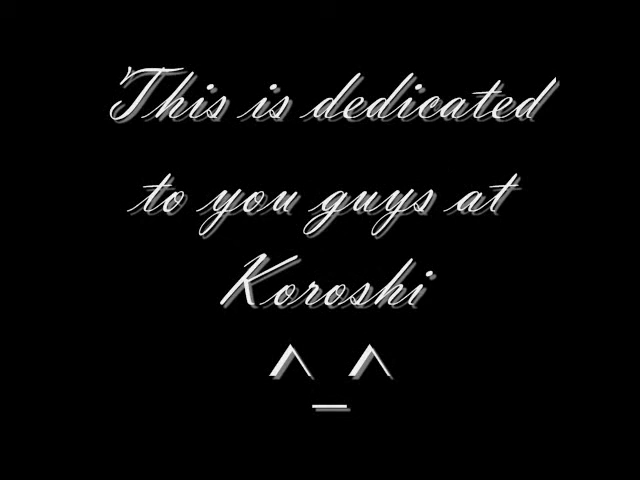 This is dedicated
to you guys at
Koroshi
^_^